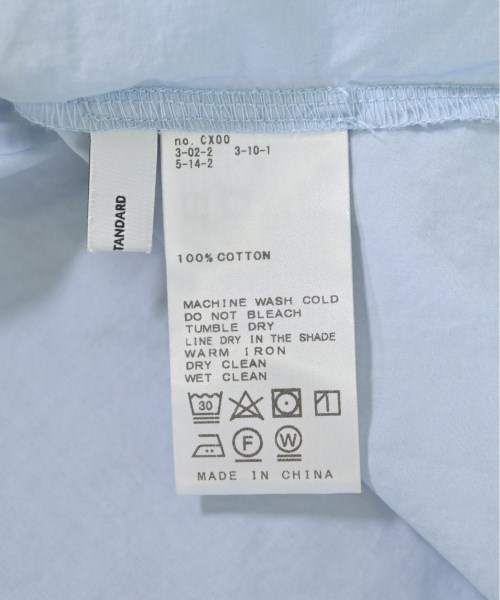 no. CX00
3-02-2 3-10-1
5-14-2
TANDARD
100% COTTON
MACHINE WASH COLD
DO NOT BLEACH
TUMBLE DRY
LINE DRY IN THE SHADE
WARM IRON
DRY CLEAN
WET CLEAN
30
F W
MADE IN CHINA